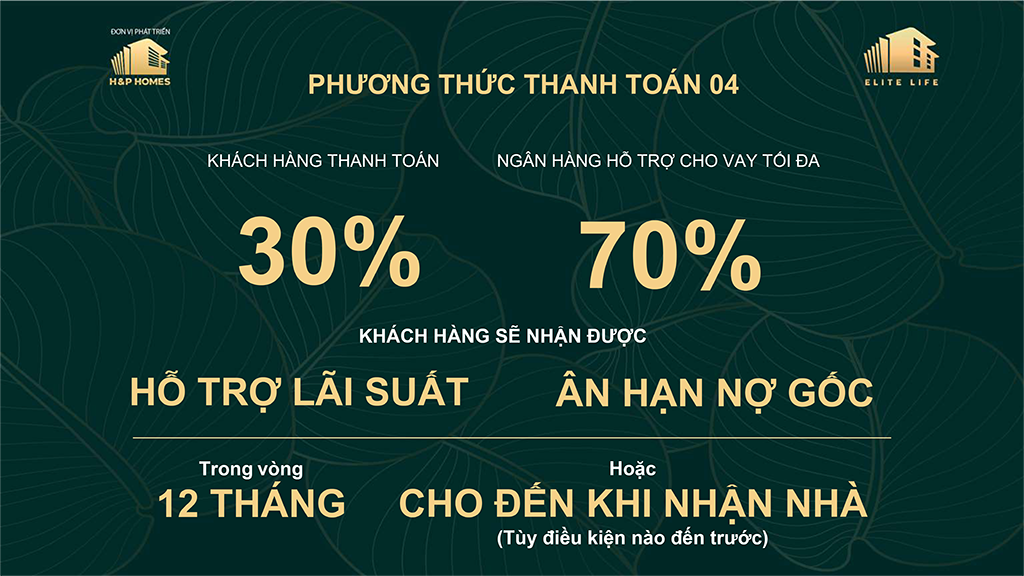 ĐƠN VỊ PHÁT TRIỂN
H&P HOMES
ELITE LIFE
PHƯƠNG THỨC THANH TOÁN 04
KHÁCH HÀNG THANH TOÁN
NGÂN HÀNG HỖ TRỢ CHO VAY TỐI ĐA
30%
70%
KHÁCH HÀNG SẼ NHẬN ĐƯỢC
HỖ TRỢ LÃI SUẤT
ÂN HẠN NỢ GỐC
Trong vòng
12 THÁNG
Hoặc
CHO ĐẾN KHI NHẬN NHÀ
(Tùy điều kiện nào đến trước)